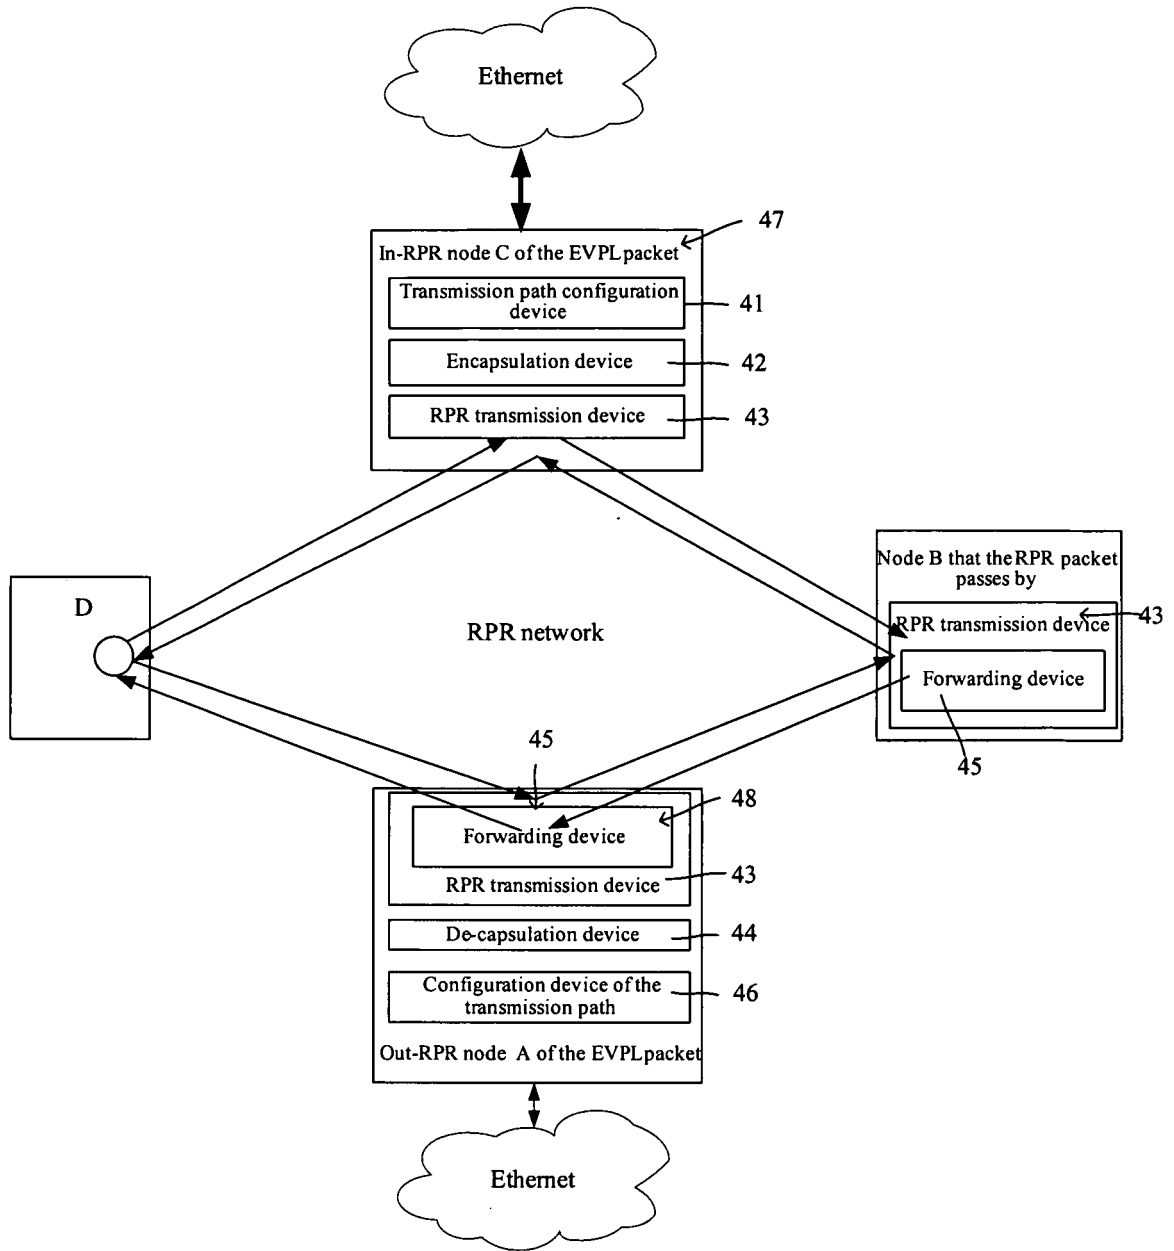 Ethernet
47
In-RPR node C of the EVPL packet
Transmission path configuration
device
41
Encapsulation device
42
RPR transmission device
43
D
RPR network
Node B that the RPR packet
passes by
43
RPR transmission device
Forwarding device
45
45
48
Forwarding device
RPR transmission device
43
De-capsulation device
44
Configuration device of the
transmission path
46
Out-RPR node A of the EVPL packet
Ethernet